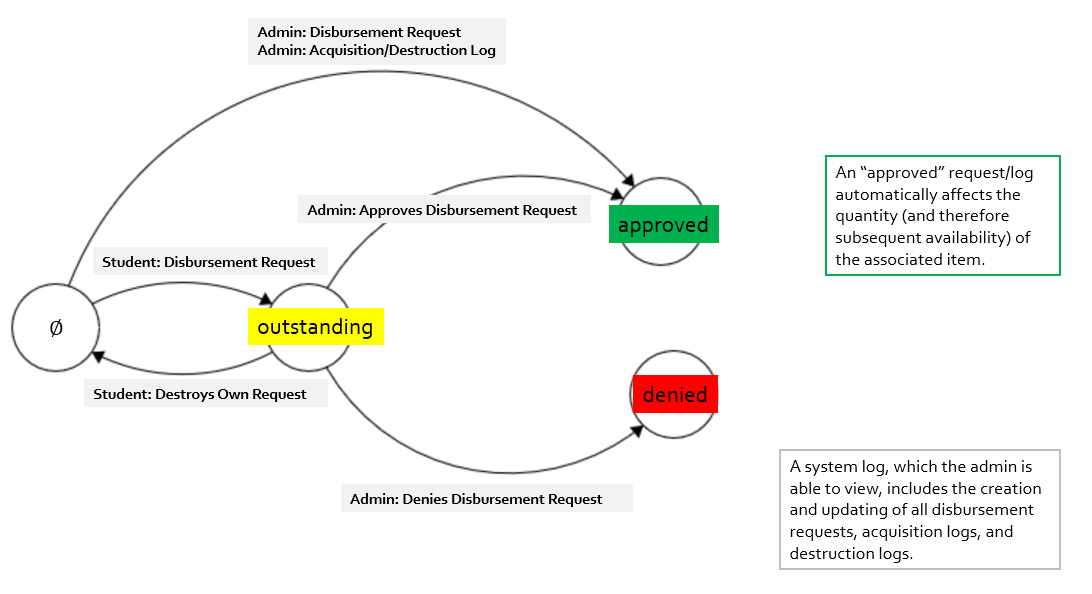 Admin: Disbursement Request
Admin: Acquisition/Destruction Log
An “approved” request/log
automatically affects the
quantity (and therefore
subsequent availability) of
the associated item.
Admin: Approves Disbursement Request
approved
Student: Disbursement Request
Ø
outstanding
Student: Destroys Own Request
denied
Admin: Denies Disbursement Request
A system log, which the admin is
able to view, includes the creation
and updating of all disbursement
requests, acquisition logs, and
destruction logs.